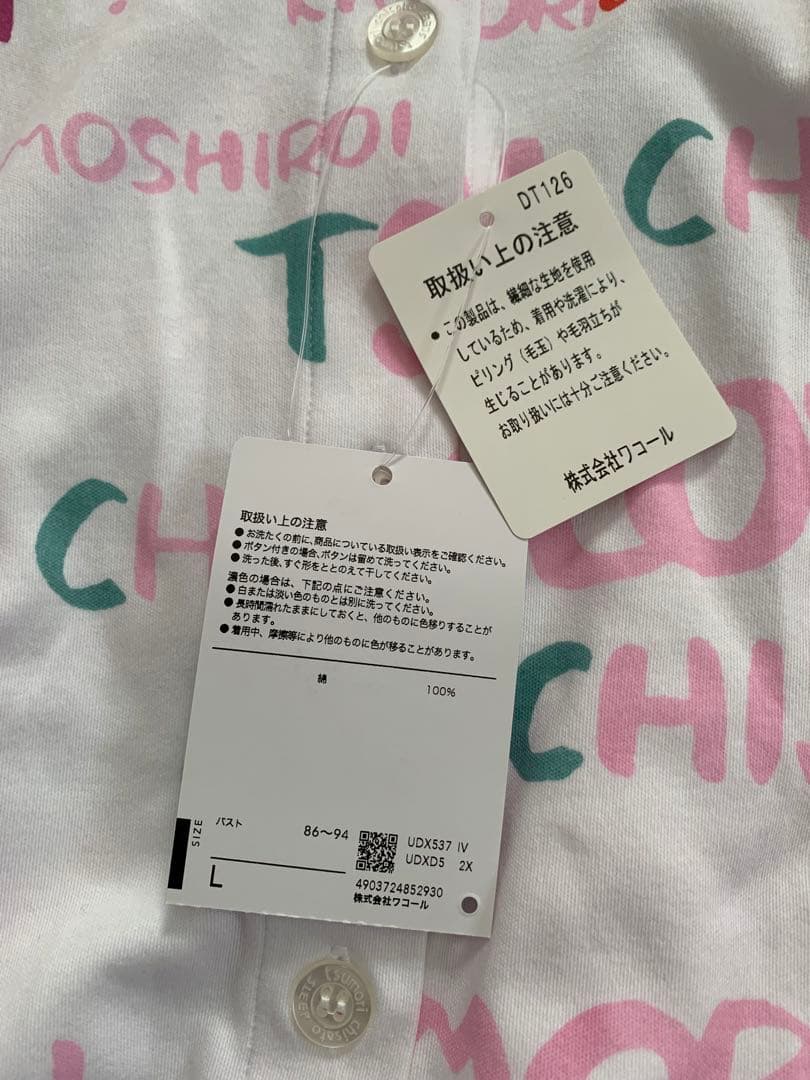 MOSHIROI
T
CH
DT126
取扱い上の注意
●この製品は、繊細な生地を使用
しているため、着用や洗濯により、
ピリング（毛玉）や毛羽立ちが
生じることがあります。
お取り扱いには十分ご注意ください。
株式会社ワコール
CH
取扱い上の注意
●お洗たくの前に、商品についている取扱い表示をご確認ください。
●ボタン付きの場合、ボタンは留めて洗ってください。
●洗った後、すぐ形をととのえて干してください。
濃色の場合は、下記の点にご注意ください。
●白または淡い色のものとは別に洗ってください。
●長時間濡れたままにしておくと、他のものに色移りすることが
あります。
●着用中、摩擦等により他のものに色が移ることがあります。
綿 100%
CHI
SIZE
バスト 86〜94
L
UDX537 IV
UDXD5 2X
4903724852930
株式会社ワコール
tsumori chisato SLEEP